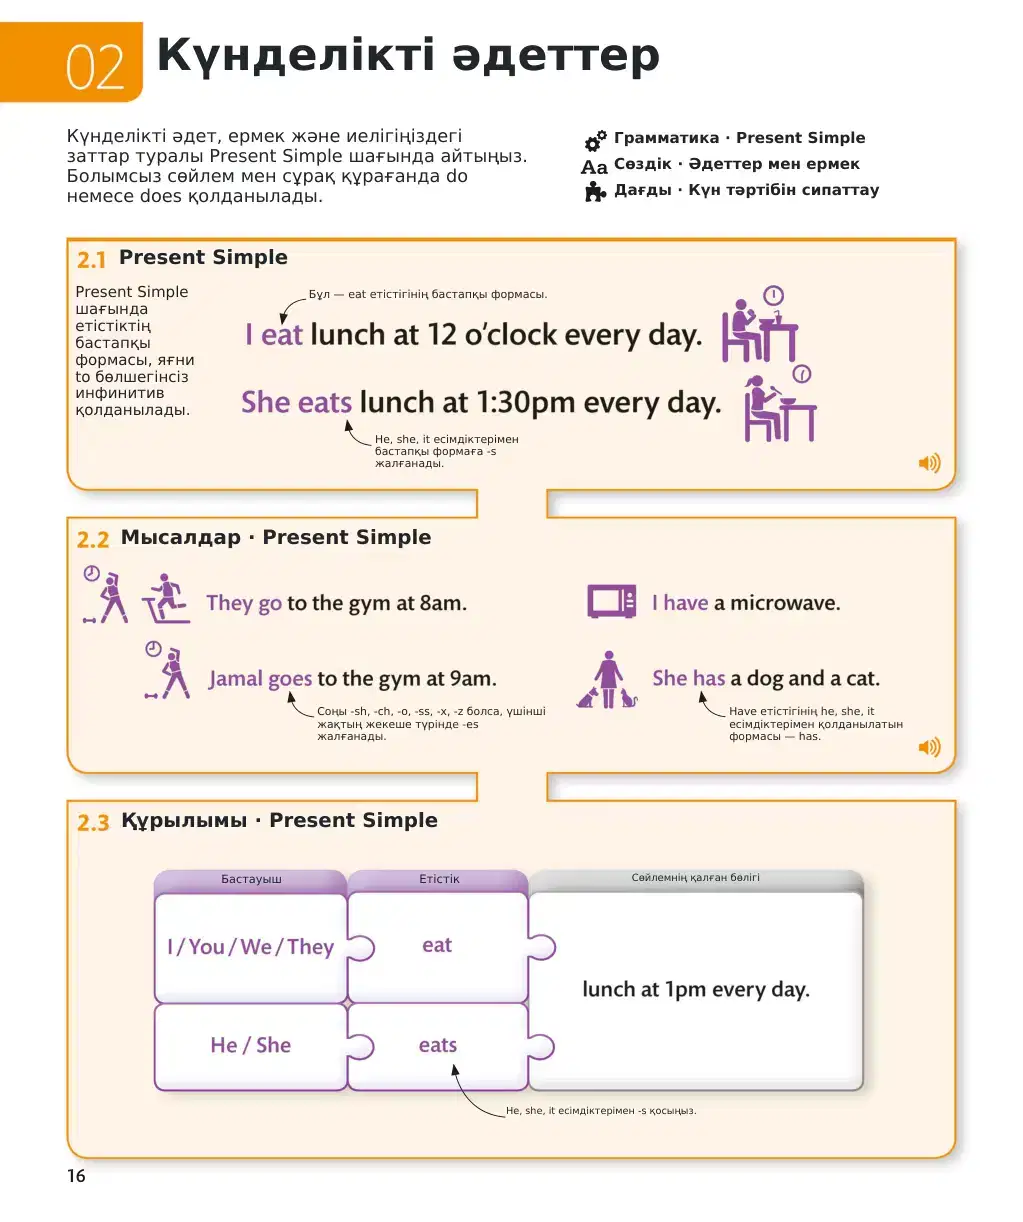 02
Күнделікті әдеттер
Күнделікті әдет, ермек және иелігіңіздегі
заттар туралы Present Simple шағында айтыңыз.
Болымсыз сөйлем мен сұрақ құрағанда do
немесе does қолданылады.
Грамматика · Present Simple
Aa Сөздік · Әдеттер мен ермек
Дағды · Күн тәртібін сипаттау
2.1 Present Simple
Present Simple
шағында
етістіктің
бастапқы
формасы, яғни
to бөлшегінсіз
инфинитив
қолданылады.
Бұл — eat етістігінің бастапқы формасы.
I eat lunch at 12 o’clock every day.
She eats lunch at 1:30pm every day.
He, she, it есімдіктерімен
бастапқы формаға -s
жалғанады.
2.2 Мысалдар · Present Simple
They go to the gym at 8am.
Jamal goes to the gym at 9am.
Соңы -sh, -ch, -o, -ss, -x, -z болса, үшінші
жақтың жекеше түрінде -es
жалғанады.
I have a microwave.
She has a dog and a cat.
Have етістігінің he, she, it
есімдіктерімен қолданылатын
формасы — has.
2.3 Құрылымы · Present Simple
Бастауыш
Етістік
Сөйлемнің қалған бөлігі
I / You / We / They
eat
lunch at 1pm every day.
He / She
eats
He, she, it есімдіктерімен -s қосыңыз.
16